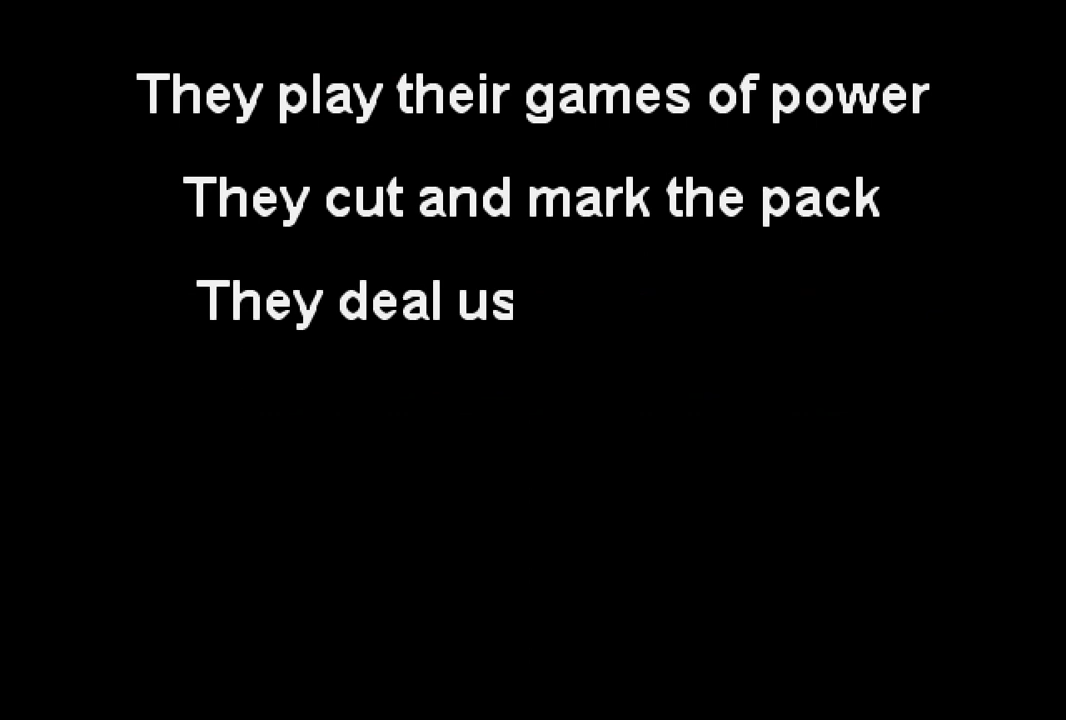 They play their games of power
They cut and mark the pack
They deal us